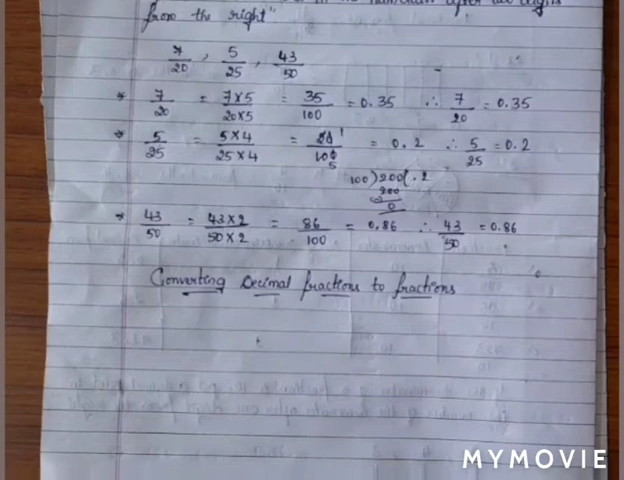 from the right"
7/20 , 5/25 , 43/50
* 7/20 = 7×5/20×5 = 35/100 = 0.35 ∴ 7/20 = 0.35
* 5/25 = 5×4/25×4 = 20/100 = 0.2 ∴ 5/25 = 0.2
1
5
100)200(.2
200
0
* 43/50 = 43×2/50×2 = 86/100 = 0.86 ∴ 43/50 = 0.86
Converting Decimal fractions to fractions
MYMOVIE